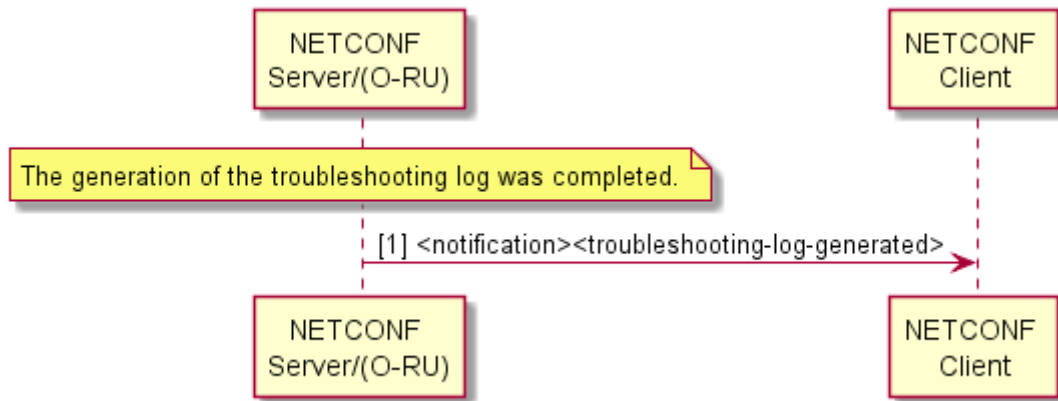 NETCONF
Server/(O-RU)
NETCONF
Client
The generation of the troubleshooting log was completed.
[1] <notification><troubleshooting-log-generated>
NETCONF
Server/(O-RU)
NETCONF
Client